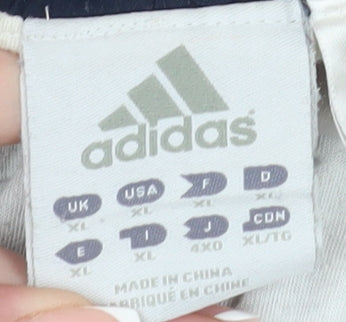 adidas
UK USA F D
XL XL XL XL
E I J CDN
XL XL 4XO XL/TG
MADE IN CHINA
FABRIQUÉ EN CHINE